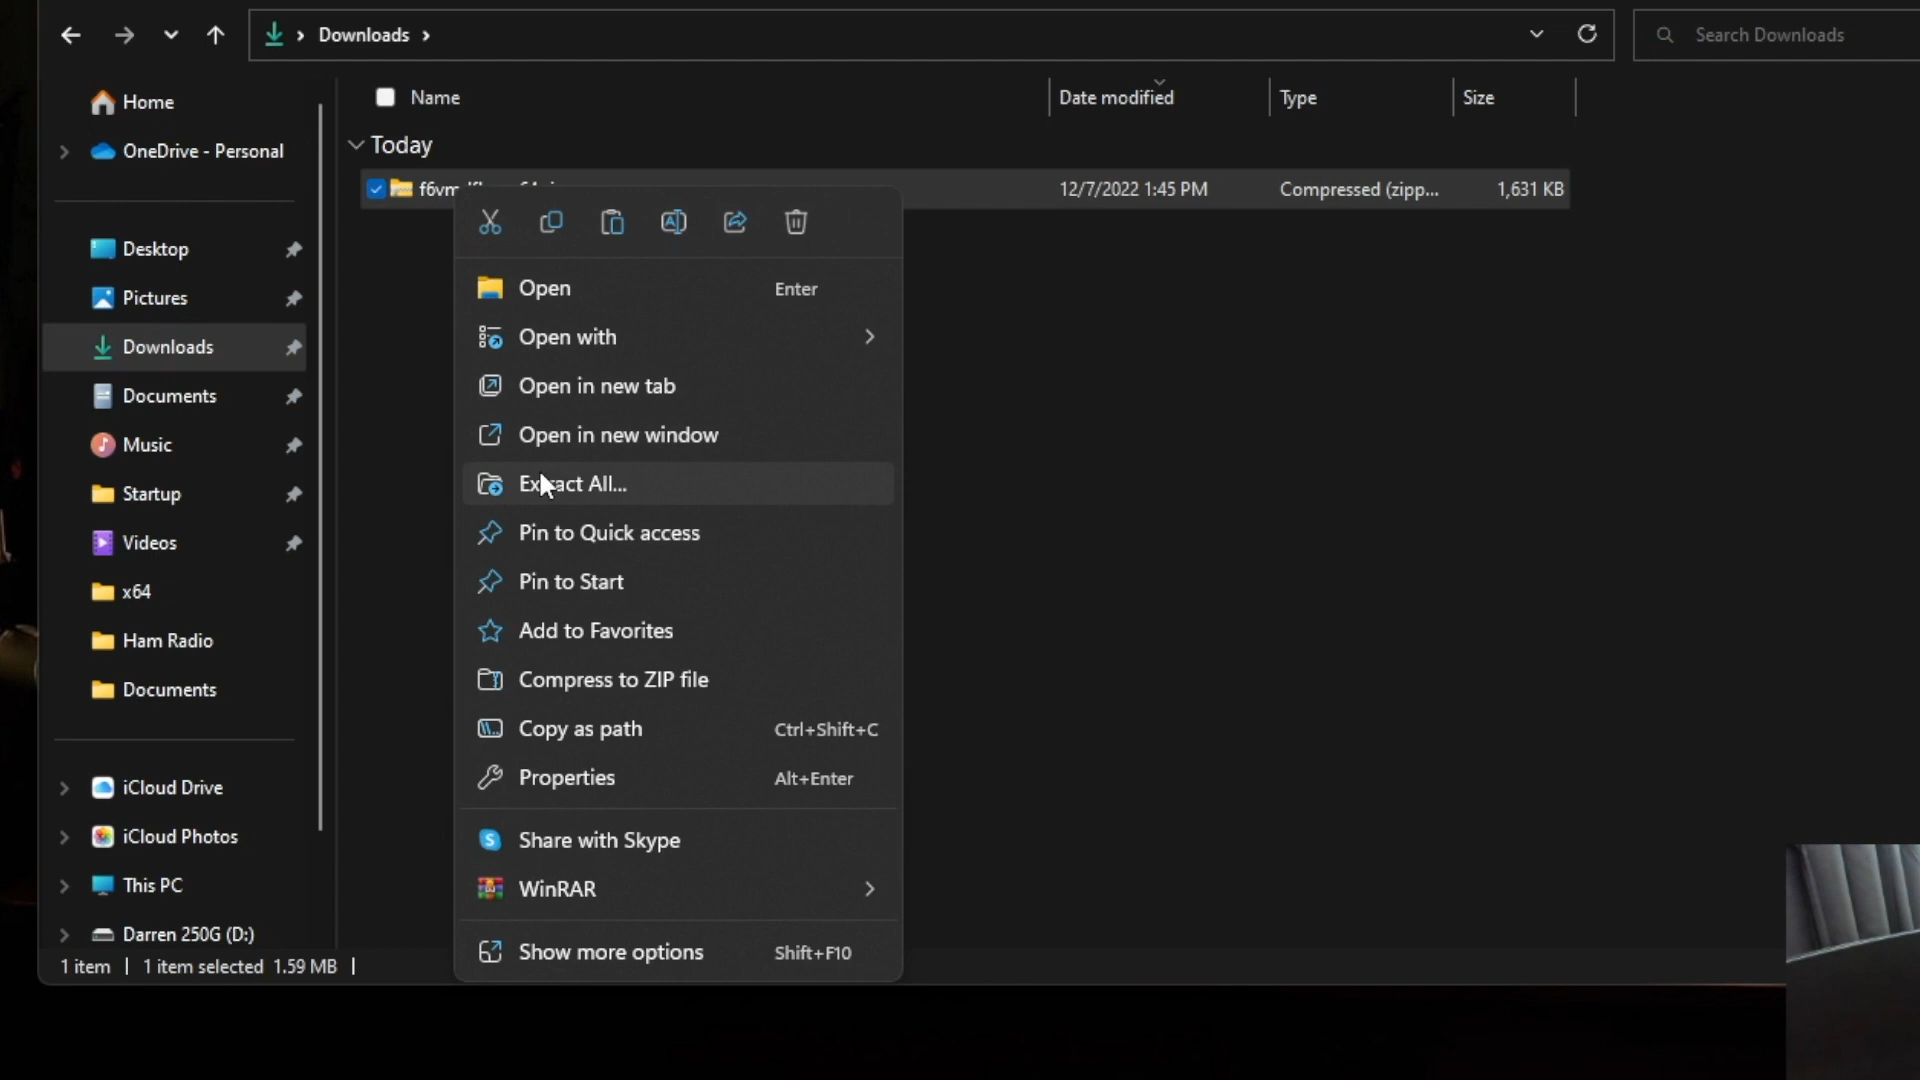 Downloads
Search Downloads
Name
Date modified
Type
Size
Home
OneDrive - Personal
Today
12/7/2022 1:45 PM
Compressed (zipp...
1,631 KB
Desktop
Pictures
Downloads
Documents
Music
Startup
Videos
x64
Ham Radio
Documents
iCloud Drive
iCloud Photos
This PC
Darren 250G (D:)
Open Enter
Open with
Open in new tab
Open in new window
Extract All...
Pin to Quick access
Pin to Start
Add to Favorites
Compress to ZIP file
Copy as path Ctrl+Shift+C
Properties Alt+Enter
Share with Skype
WinRAR
Show more options Shift+F10
1 item
1 item selected 1.59 MB